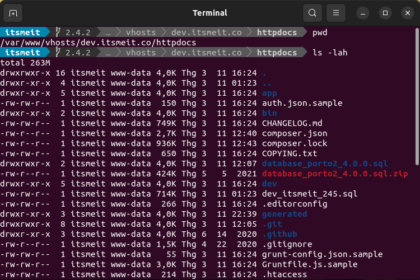 Terminal
itsmeit 2.4.2 vhosts dev.itsmeit.co httpdocs pwd
/var/www/vhosts/dev.itsmeit.co/httpdocs
itsmeit 2.4.2 vhosts dev.itsmeit.co httpdocs ls -lah
total 263M
drwxrwxr-x 16 itsmeit www-data 4,0K Thg 3 11 16:24 .
drwxr-xr-x 4 itsmeit www-data 4,0K Thg 3 11 01:23 ..
drwxr-xr-x 5 itsmeit www-data 4,0K Thg 3 11 16:24 app
-rw-rw-r-- 1 itsmeit www-data 150 Thg 3 11 16:24 auth.json.sample
drwxr-xr-x 2 itsmeit www-data 4,0K Thg 3 11 16:24 bin
-rw-rw-r-- 1 itsmeit www-data 749K Thg 3 11 16:24 CHANGELOG.md
-rw-rw-r-- 1 itsmeit www-data 2,7K Thg 3 11 16:24 composer.json
-rw-rw-r-- 1 itsmeit www-data 936K Thg 3 11 16:24 composer.lock
-rw-rw-r-- 1 itsmeit www-data 650 Thg 3 11 16:24 COPYING.txt
drwxrwxr-x 2 itsmeit www-data 4,0K Thg 3 11 12:07 database_porto2_4.0.0.sql
-rw-rw-r-- 1 itsmeit www-data 424K Thg 5 5 2021 database_porto2_4.0.0.sql.zip
drwxr-xr-x 5 itsmeit www-data 4,0K Thg 3 11 16:24 dev
-rw-rw-r-- 1 itsmeit www-data 714K Thg 3 11 01:23 dev_itsmeit_245.sql
-rw-rw-r-- 1 itsmeit www-data 266 Thg 3 11 16:24 .editorconfig
drwxrwxr-x 4 itsmeit www-data 4,0K Thg 3 11 22:39 generated
drwxrwxr-x 8 itsmeit www-data 4,0K Thg 3 11 12:05 .git
drwxrwxr-x 3 itsmeit www-data 4,0K Thg 6 14 2020 .github
-rw-rw-r-- 1 itsmeit www-data 1,2K Thg 4 22 2020 .gitignore
-rw-rw-r-- 1 itsmeit www-data 55 Thg 3 11 16:24 grunt-config.json.sample
-rw-rw-r-- 1 itsmeit www-data 3,0K Thg 3 11 16:24 Gruntfile.js.sample
-rw-rw-r-- 1 itsmeit www-data 214 Thg 3 11 16:24 .htaccess